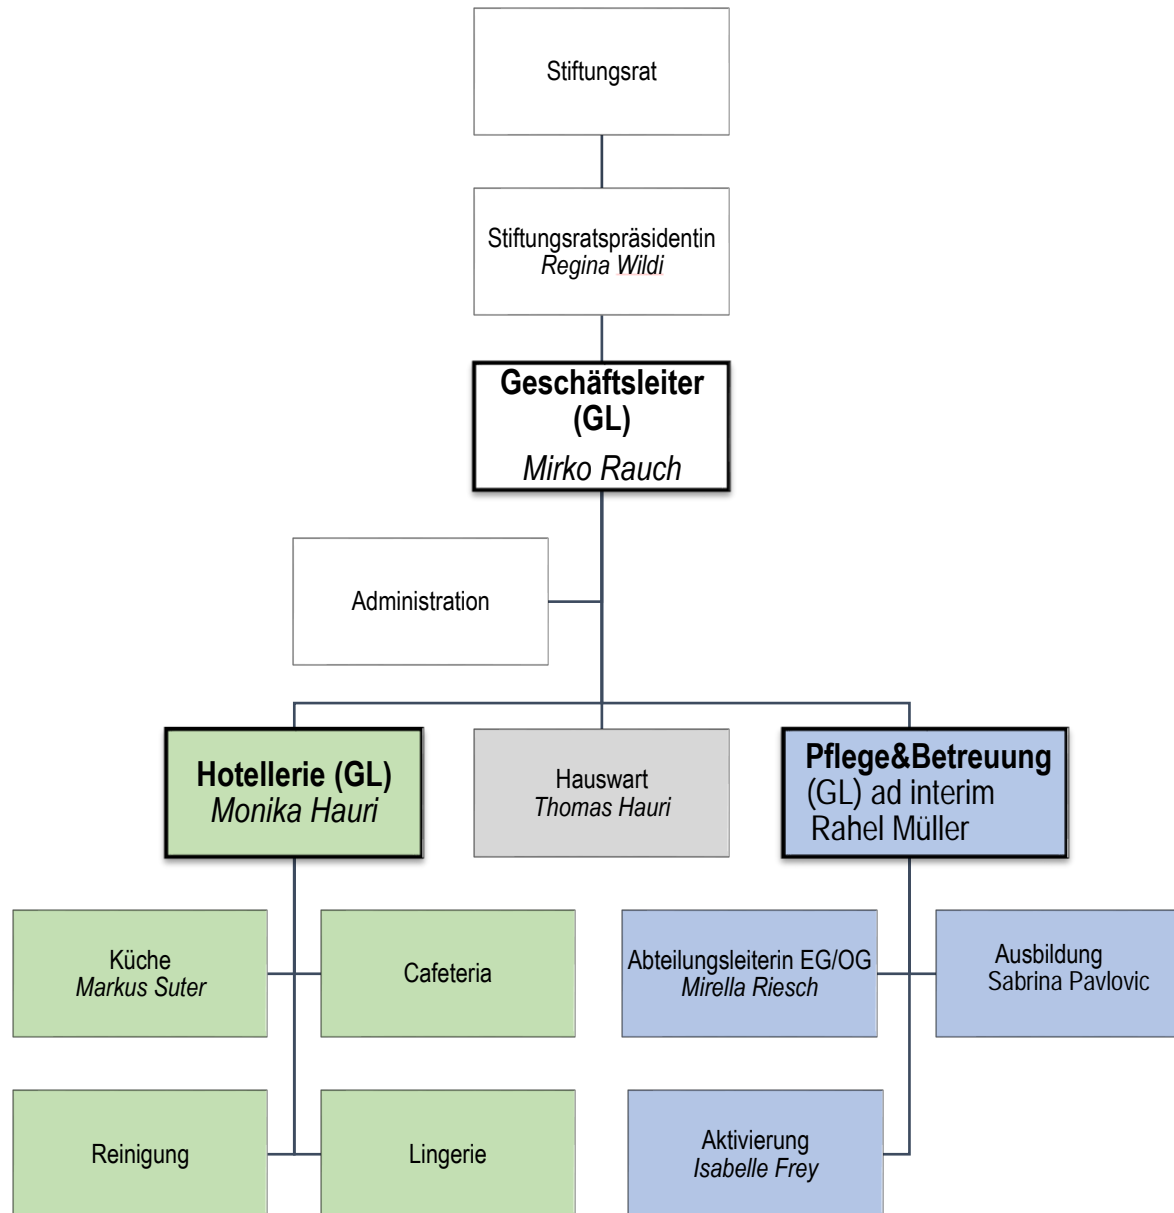 Stiftungsrat
Stiftungsratspräsidentin
Regina Wildi
Geschäftsleiter
(GL)
Mirko Rauch
Administration
Hotellerie (GL)
Monika Hauri
Hauswart
Thomas Hauri
Pflege&Betreuung
(GL) ad interim
Rahel Müller
Küche
Markus Suter
Cafeteria
Abteilungsleiterin EG/OG
Mirella Riesch
Ausbildung
Sabrina Pavlovic
Reinigung
Lingerie
Aktivierung
Isabelle Frey